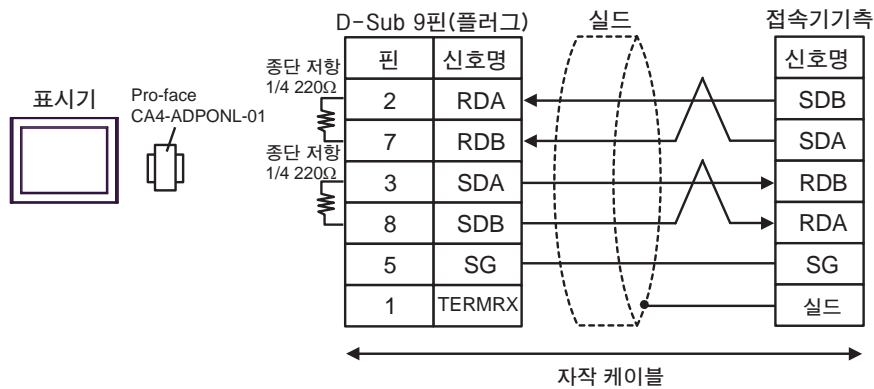 D-Sub 9핀(플러그)
실드
접속기기측
핀
신호명
신호명
종단 저항
1/4 220Ω
2
RDA
SDB
표시기
Pro-face
CA4-ADPONL-01
7
RDB
SDA
종단 저항
1/4 220Ω
3
SDA
RDB
8
SDB
RDA
5
SG
SG
1
TERMRX
실드
자작 케이블